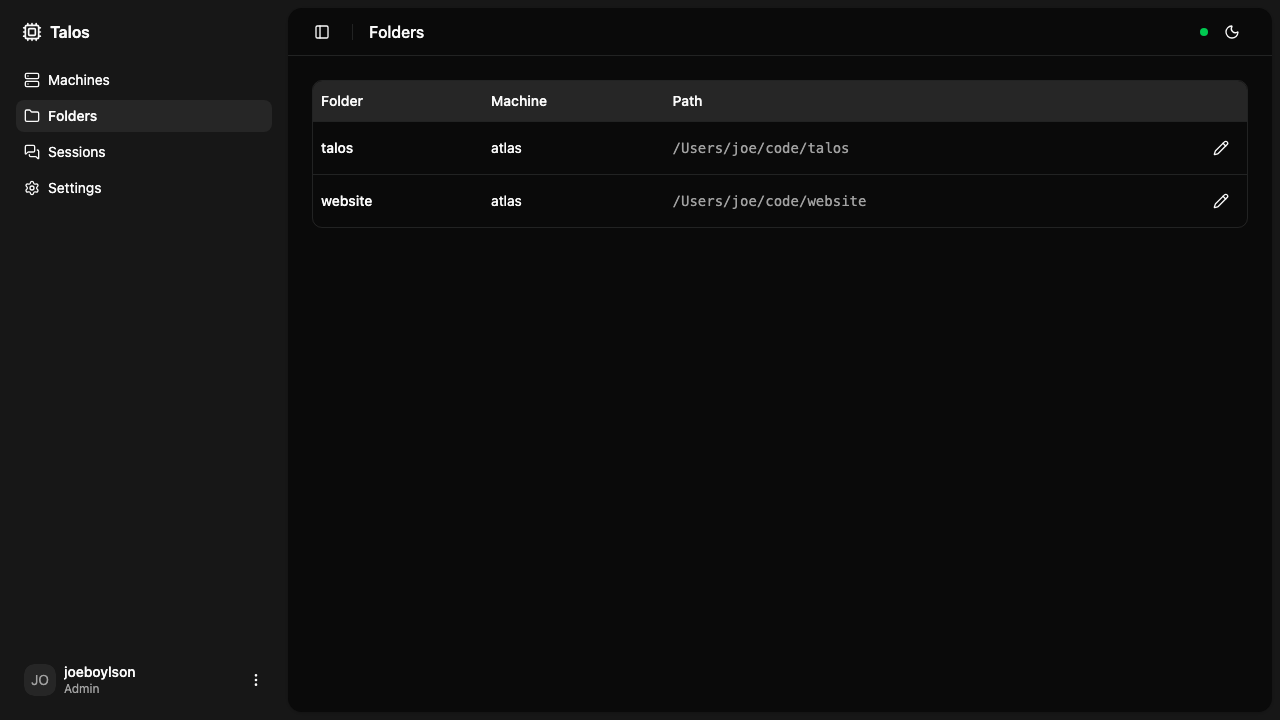 Talos
Machines
Folders
Sessions
Settings
JO
joeboylson
Admin
Folders
Folder Machine Path
talos atlas /Users/joe/code/talos
website atlas /Users/joe/code/website